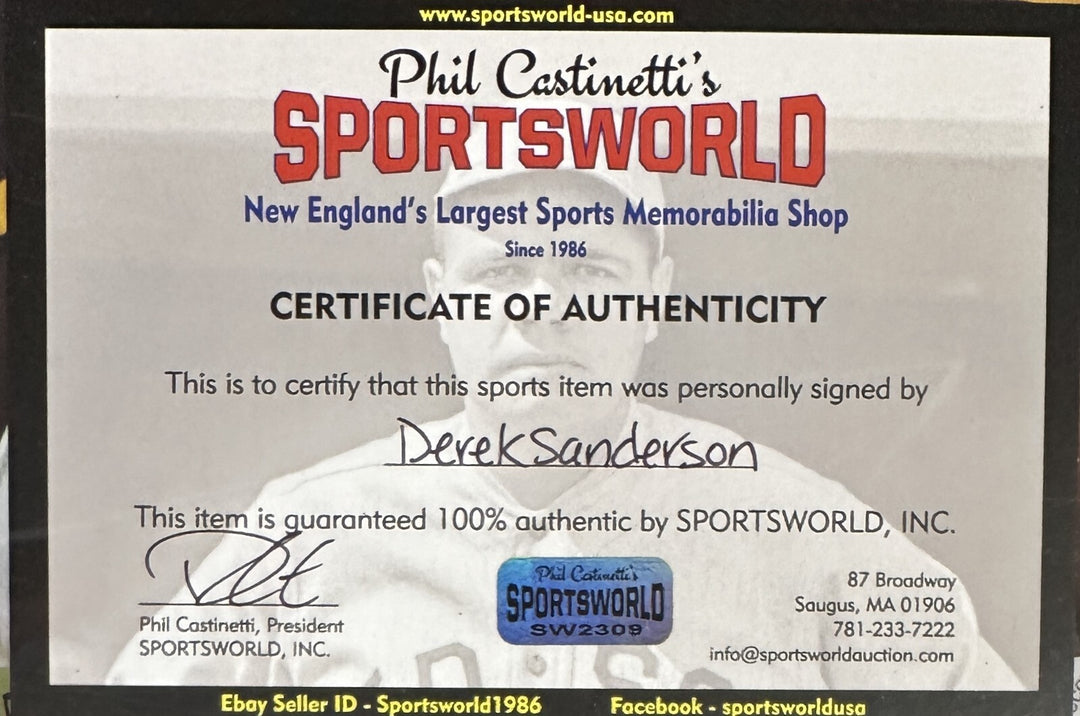 www.sportsworld-usa.com
Phil Castinetti's
SPORTSWORLD
New England's Largest Sports Memorabilia Shop
Since 1986
CERTIFICATE OF AUTHENTICITY
This is to certify that this sports item was personally signed by
Derek Sanderson
This item is guaranteed 100% authentic by SPORTSWORLD, INC.
Phil Castinetti, President
SPORTSWORLD, INC.
Phil Castinetti's
SPORTSWORLD
SW2309
87 Broadway
Saugus, MA 01906
781-233-7222
info@sportsworldauction.com
Ebay Seller ID - Sportsworld1986
Facebook - sportsworldusa